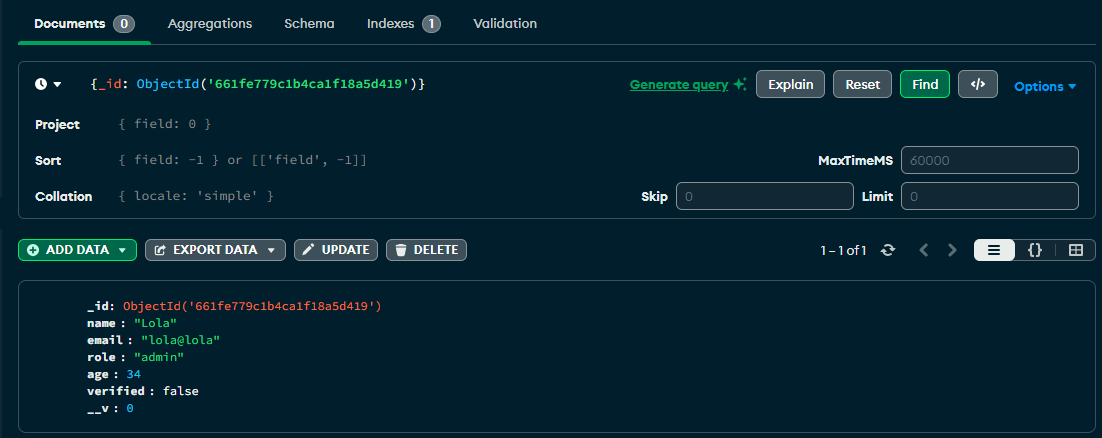 Documents 0 Aggregations Schema Indexes 1 Validation
{_id: ObjectId('661fe779c1b4ca1f18a5d419')} Generate query Explain Reset Find </> Options
Project { field: 0 }
Sort { field: -1 } or [['field', -1]] MaxTimeMS 60000
Collation { locale: 'simple' } Skip 0 Limit 0
ADD DATA EXPORT DATA UPDATE DELETE 1 – 1 of 1 {}
_id: ObjectId('661fe779c1b4ca1f18a5d419')
name : "Lola"
email : "lola@lola"
role : "admin"
age : 34
verified : false
__v : 0